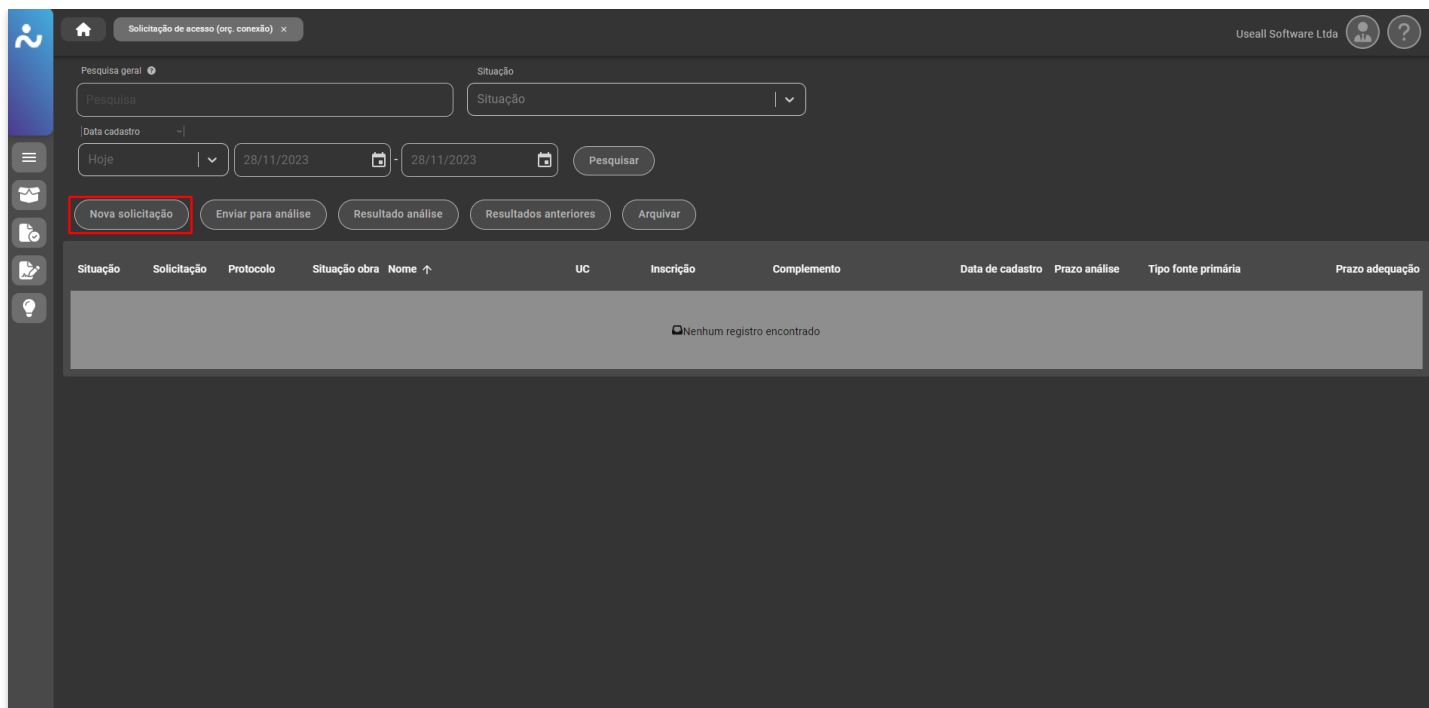 Solicitação de acesso (orç. conexão) ×
Useall Software Ltda
?
Pesquisa geral ?
Situação
Pesquisa
Situação
Data cadastro
Hoje
28/11/2023 - 28/11/2023
Pesquisar
Nova solicitação Enviar para análise Resultado análise Resultados anteriores Arquivar
Situação Solicitação Protocolo Situação obra Nome ↑ UC Inscrição Complemento Data de cadastro Prazo análise Tipo fonte primária Prazo adequação
Nenhum registro encontrado